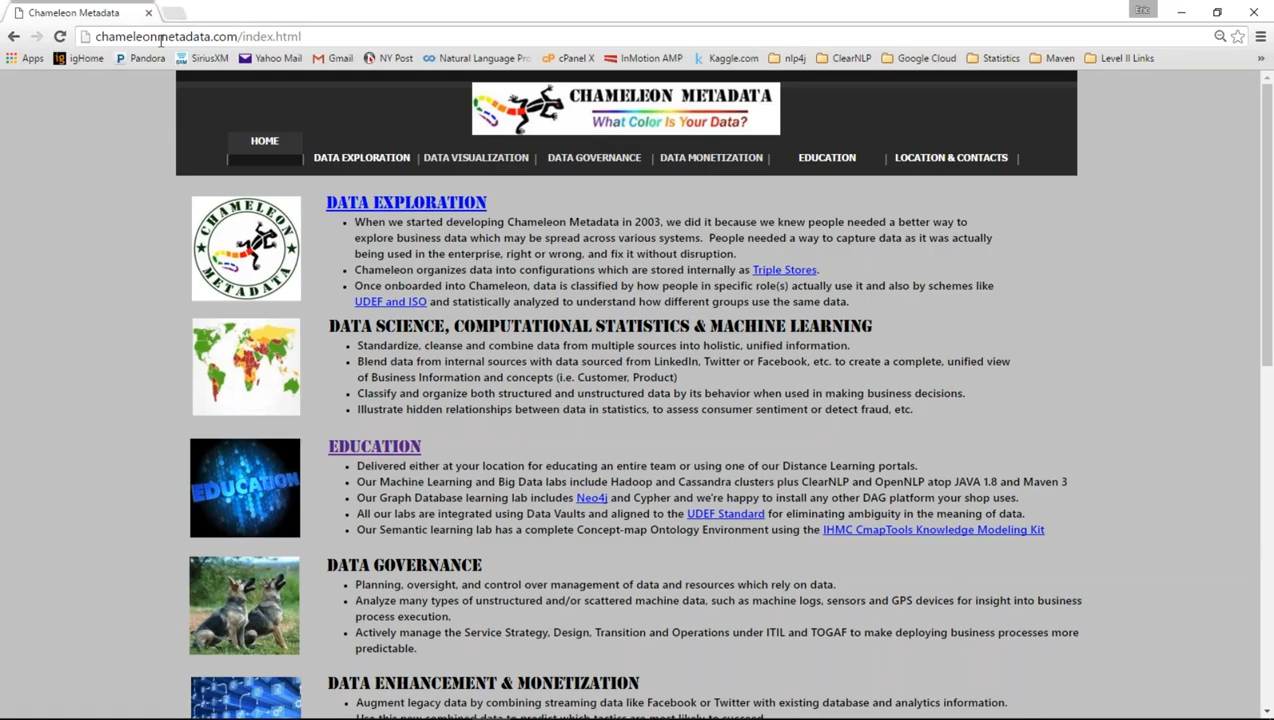 Chameleon Metadata
Eric
chameleonmetadata.com/index.html
Apps igHome Pandora SiriusXM Yahoo Mail Gmail NY Post Natural Language Pro cPanel X InMotion AMP Kaggle.com nlp4j ClearNLP Google Cloud Statistics Maven Level II Links »
CHAMELEON METADATA
What Color Is Your Data?
HOME
DATA EXPLORATION | DATA VISUALIZATION | DATA GOVERNANCE | DATA MONETIZATION | EDUCATION | LOCATION & CONTACTS |
CHAMELEON METADATA
DATA EXPLORATION
• When we started developing Chameleon Metadata in 2003, we did it because we knew people needed a better way to
explore business data which may be spread across various systems. People needed a way to capture data as it was actually
being used in the enterprise, right or wrong, and fix it without disruption.
• Chameleon organizes data into configurations which are stored internally as Triple Stores.
• Once onboarded into Chameleon, data is classified by how people in specific role(s) actually use it and also by schemes like
UDEF and ISO and statistically analyzed to understand how different groups use the same data.
DATA SCIENCE, COMPUTATIONAL STATISTICS & MACHINE LEARNING
• Standardize, cleanse and combine data from multiple sources into holistic, unified information.
• Blend data from internal sources with data sourced from LinkedIn, Twitter or Facebook, etc. to create a complete, unified view
of Business Information and concepts (i.e. Customer, Product)
• Classify and organize both structured and unstructured data by its behavior when used in making business decisions.
• Illustrate hidden relationships between data in statistics, to assess consumer sentiment or detect fraud, etc.
EDUCATION
EDUCATION
• Delivered either at your location for educating an entire team or using one of our Distance Learning portals.
• Our Machine Learning and Big Data labs include Hadoop and Cassandra clusters plus ClearNLP and OpenNLP atop JAVA 1.8 and Maven 3
• Our Graph Database learning lab includes Neo4j and Cypher and we're happy to install any other DAG platform your shop uses.
• All our labs are integrated using Data Vaults and aligned to the UDEF Standard for eliminating ambiguity in the meaning of data.
• Our Semantic learning lab has a complete Concept-map Ontology Environment using the IHMC CmapTools Knowledge Modeling Kit
DATA GOVERNANCE
• Planning, oversight, and control over management of data and resources which rely on data.
• Analyze many types of unstructured and/or scattered machine data, such as machine logs, sensors and GPS devices for insight into business
process execution.
• Actively manage the Service Strategy, Design, Transition and Operations under ITIL and TOGAF to make deploying business processes more
predictable.
DATA ENHANCEMENT & MONETIZATION
• Augment legacy data by combining streaming data like Facebook or Twitter with existing database and analytics information.
• Use this new combined data to predict which tactics are most likely to succeed.